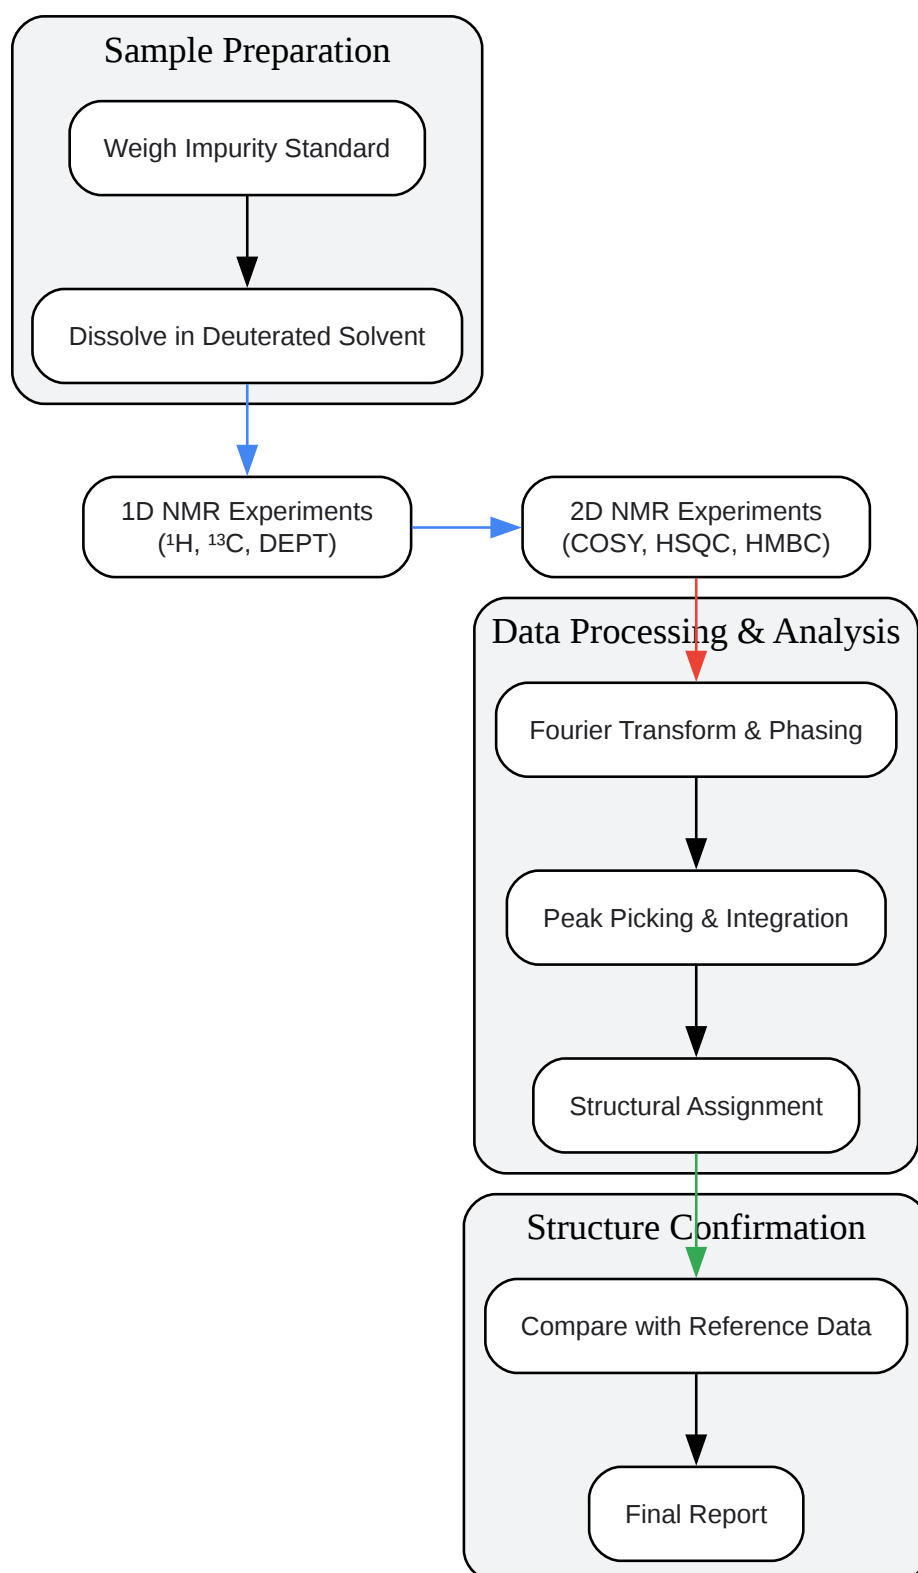 Sample Preparation
Weigh Impurity Standard
Dissolve in Deuterated Solvent
1D NMR Experiments
(¹H, ¹³C, DEPT)
2D NMR Experiments
(COSY, HSQC, HMBC)
Data Processing & Analysis
Fourier Transform & Phasing
Peak Picking & Integration
Structural Assignment
Structure Confirmation
Compare with Reference Data
Final Report